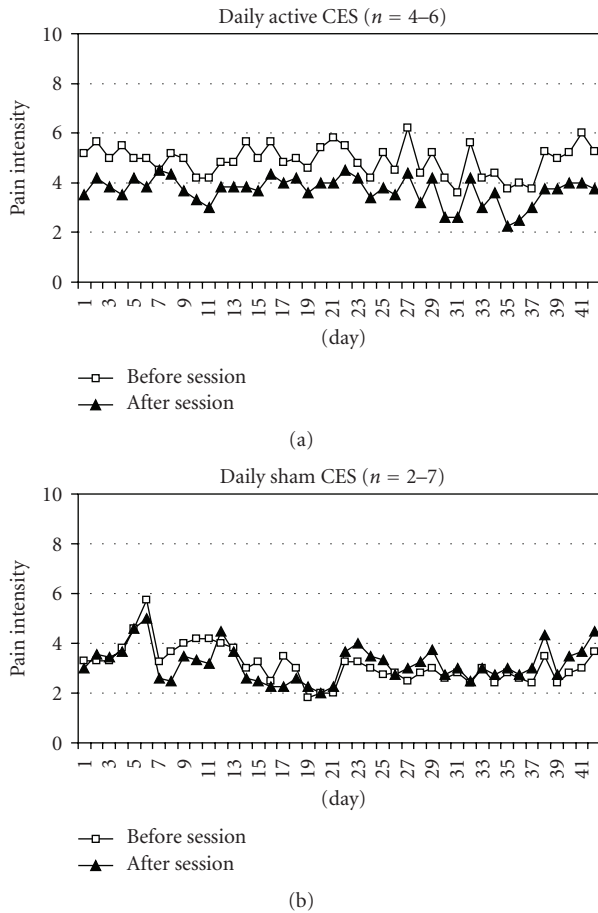 Daily active CES (n = 4–6)
10
8
6
4
2
0
Pain intensity
1 3 5 7 9 11 13 15 17 19 21 23 25 27 29 31 33 35 37 39 41
(day)
Before session
After session
(a)
Daily sham CES (n = 2–7)
10
8
6
4
2
0
Pain intensity
1 3 5 7 9 11 13 15 17 19 21 23 25 27 29 31 33 35 37 39 41
(day)
Before session
After session
(b)